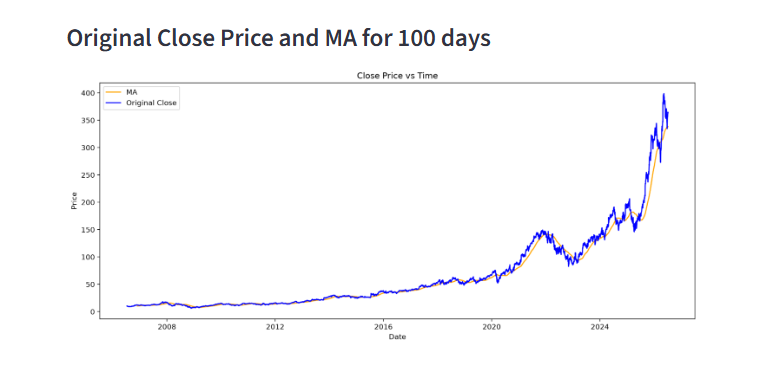 Original Close Price and MA for 100 days
Close Price vs Time
MA
Original Close
400
350
300
250
200
150
100
50
0
Price
2008
2012
2016
2020
2024
Date